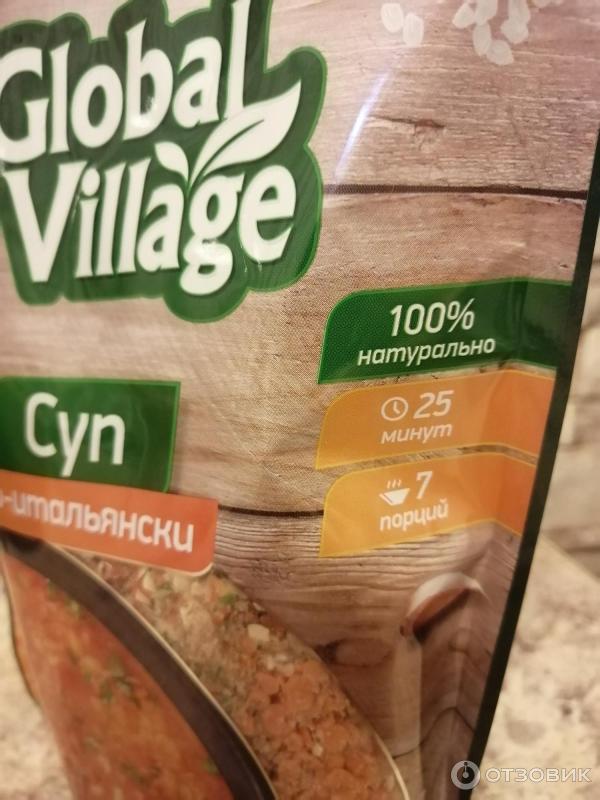 Global
Village
100%
натурально
25
минут
7
порций
Суп
о-итальянски
ОТЗОВИК